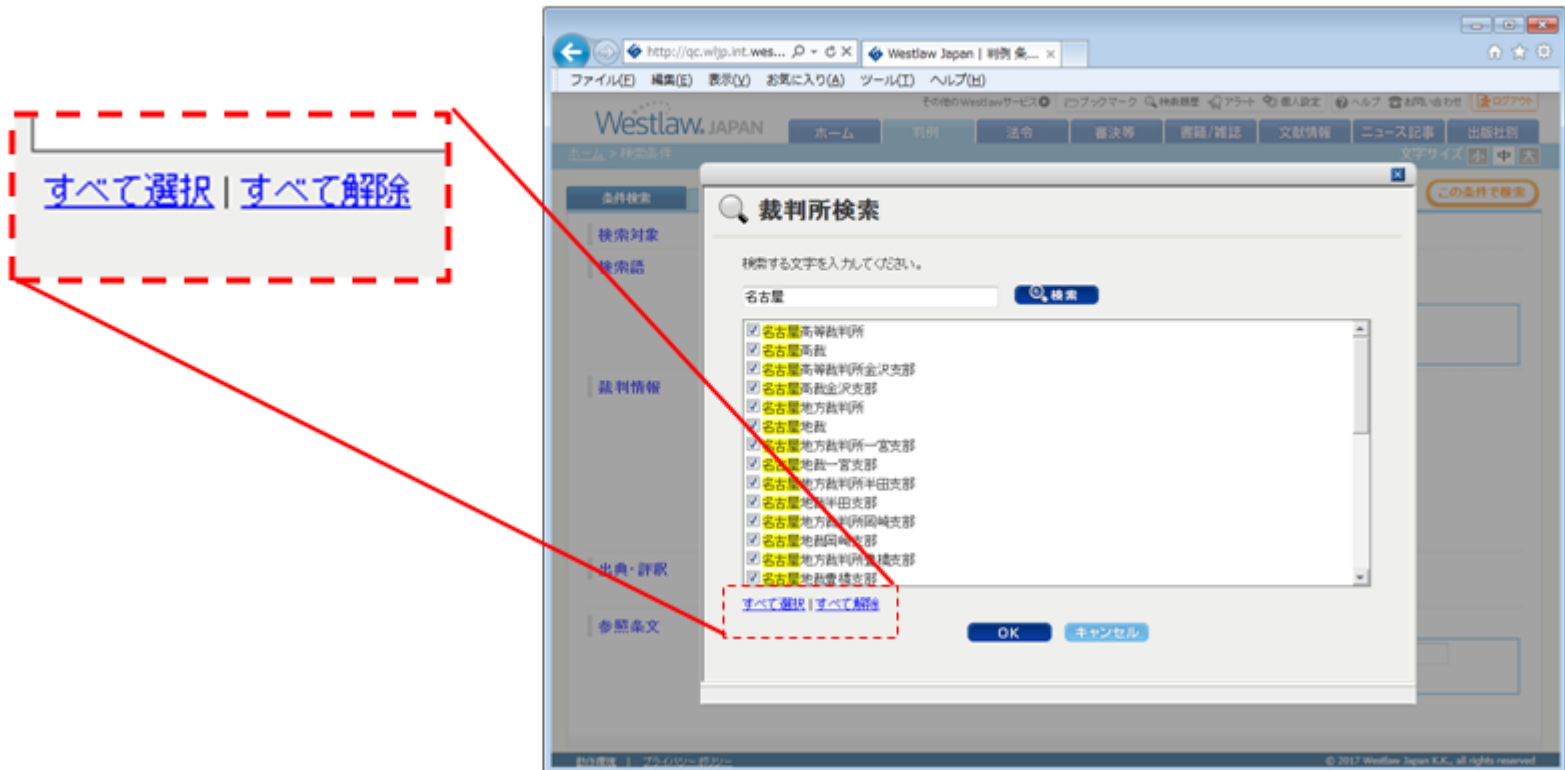 すべて選択 | すべて解除
http://qc.wljp.int.wes...
Westlaw Japan | 判例 条...
ファイル(F) 編集(E) 表示(V) お気に入り(A) ツール(T) ヘルプ(H)
その他のWestlawサービス ブックマーク 検索履歴 アラート 個人設定 ヘルプ お問い合わせ ログアウト
Westlaw. JAPAN
ホーム 判例 法令 審決等 書籍/雑誌 文献情報 ニュース記事 出版社別
ホーム > 検索条件
文字サイズ 小 中 大
条件検索
この条件で検索
裁判所検索
検索対象
検索語
検索する文字を入力してください。
名古屋
検索
名古屋高等裁判所
名古屋高裁
名古屋高等裁判所金沢支部
名古屋高裁金沢支部
裁判情報
名古屋地方裁判所
名古屋地裁
名古屋地方裁判所一宮支部
名古屋地裁一宮支部
名古屋地方裁判所半田支部
名古屋地裁半田支部
名古屋地方裁判所岡崎支部
名古屋地裁岡崎支部
名古屋地方裁判所豊橋支部
名古屋地裁豊橋支部
出典・評釈
すべて選択 | すべて解除
参照条文
OK
キャンセル
動作環境 | プライバシーポリシー
© 2017 Westlaw Japan K.K., all rights reserved